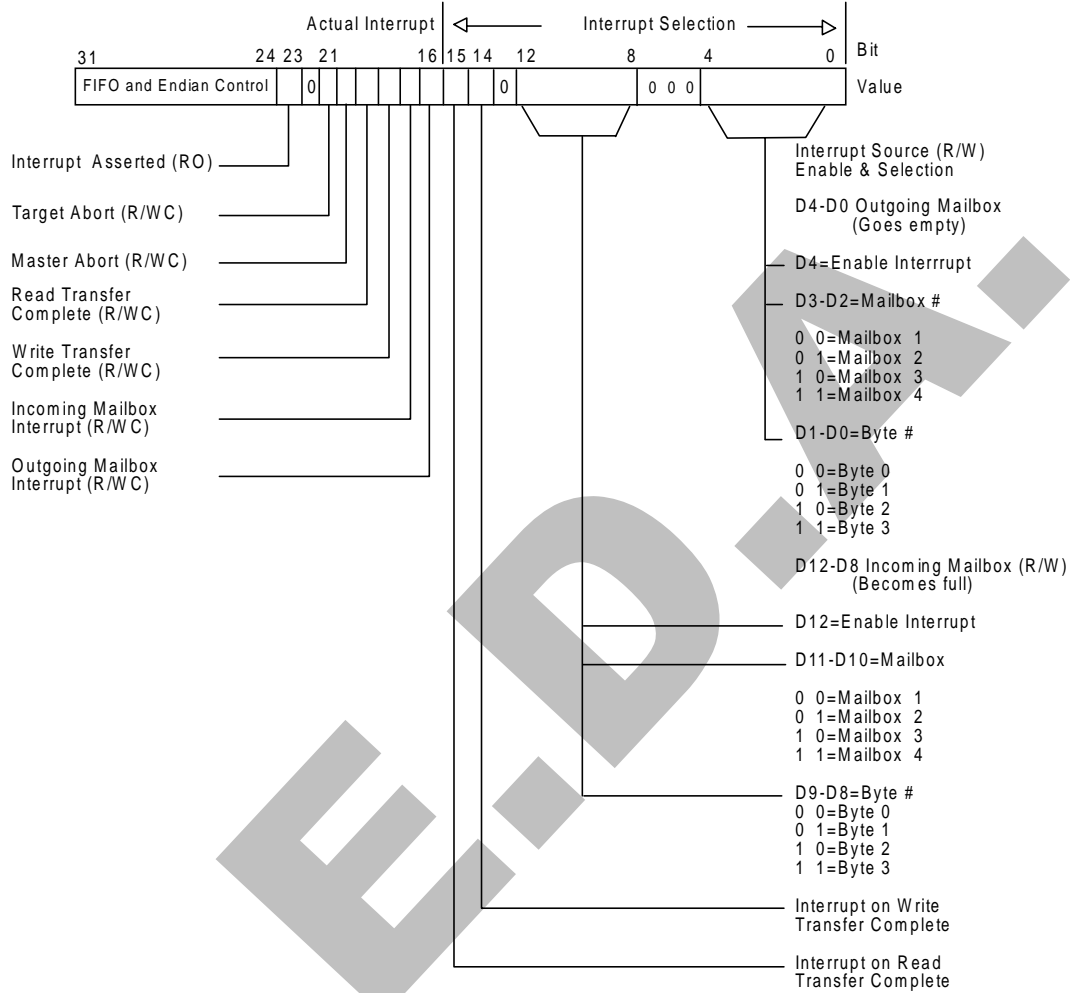 Actual Interrupt
Interrupt Selection
31 24 23 21 16 15 14 12 8 4 0 Bit
FIFO and Endian Control 0 0 0 0 0 Value
Interrupt Asserted (RO)
Target Abort (R/WC)
Master Abort (R/WC)
Read Transfer
Complete (R/WC)
Write Transfer
Complete (R/WC)
Incoming Mailbox
Interrupt (R/WC)
Outgoing Mailbox
Interrupt (R/WC)
Interrupt Source (R/W)
Enable & Selection
D4-D0 Outgoing Mailbox
(Goes empty)
D4=Enable Interrrupt
D3-D2=Mailbox #
0 0=Mailbox 1
0 1=Mailbox 2
1 0=Mailbox 3
1 1=Mailbox 4
D1-D0=Byte #
0 0=Byte 0
0 1=Byte 1
1 0=Byte 2
1 1=Byte 3
D12-D8 Incoming Mailbox (R/W)
(Becomes full)
D12=Enable Interrupt
D11-D10=Mailbox
0 0=Mailbox 1
0 1=Mailbox 2
1 0=Mailbox 3
1 1=Mailbox 4
D9-D8=Byte #
0 0=Byte 0
0 1=Byte 1
1 0=Byte 2
1 1=Byte 3
Interrupt on Write
Transfer Complete
Interrupt on Read
Transfer Complete
E.D.A.